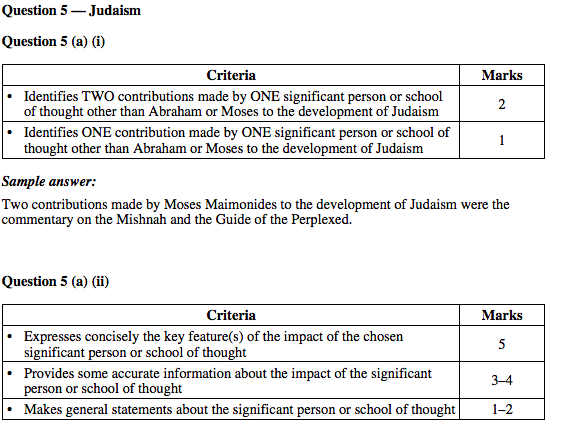 Question 5 — Judaism
Question 5 (a) (i)
Criteria Marks
• Identifies TWO contributions made by ONE significant person or school
of thought other than Abraham or Moses to the development of Judaism
2
• Identifies ONE contribution made by ONE significant person or school of
thought other than Abraham or Moses to the development of Judaism
1
Sample answer:
Two contributions made by Moses Maimonides to the development of Judaism were the
commentary on the Mishnah and the Guide of the Perplexed.
Question 5 (a) (ii)
Criteria Marks
• Expresses concisely the key feature(s) of the impact of the chosen
significant person or school of thought
5
• Provides some accurate information about the impact of the significant
person or school of thought
3–4
• Makes general statements about the significant person or school of thought 1–2